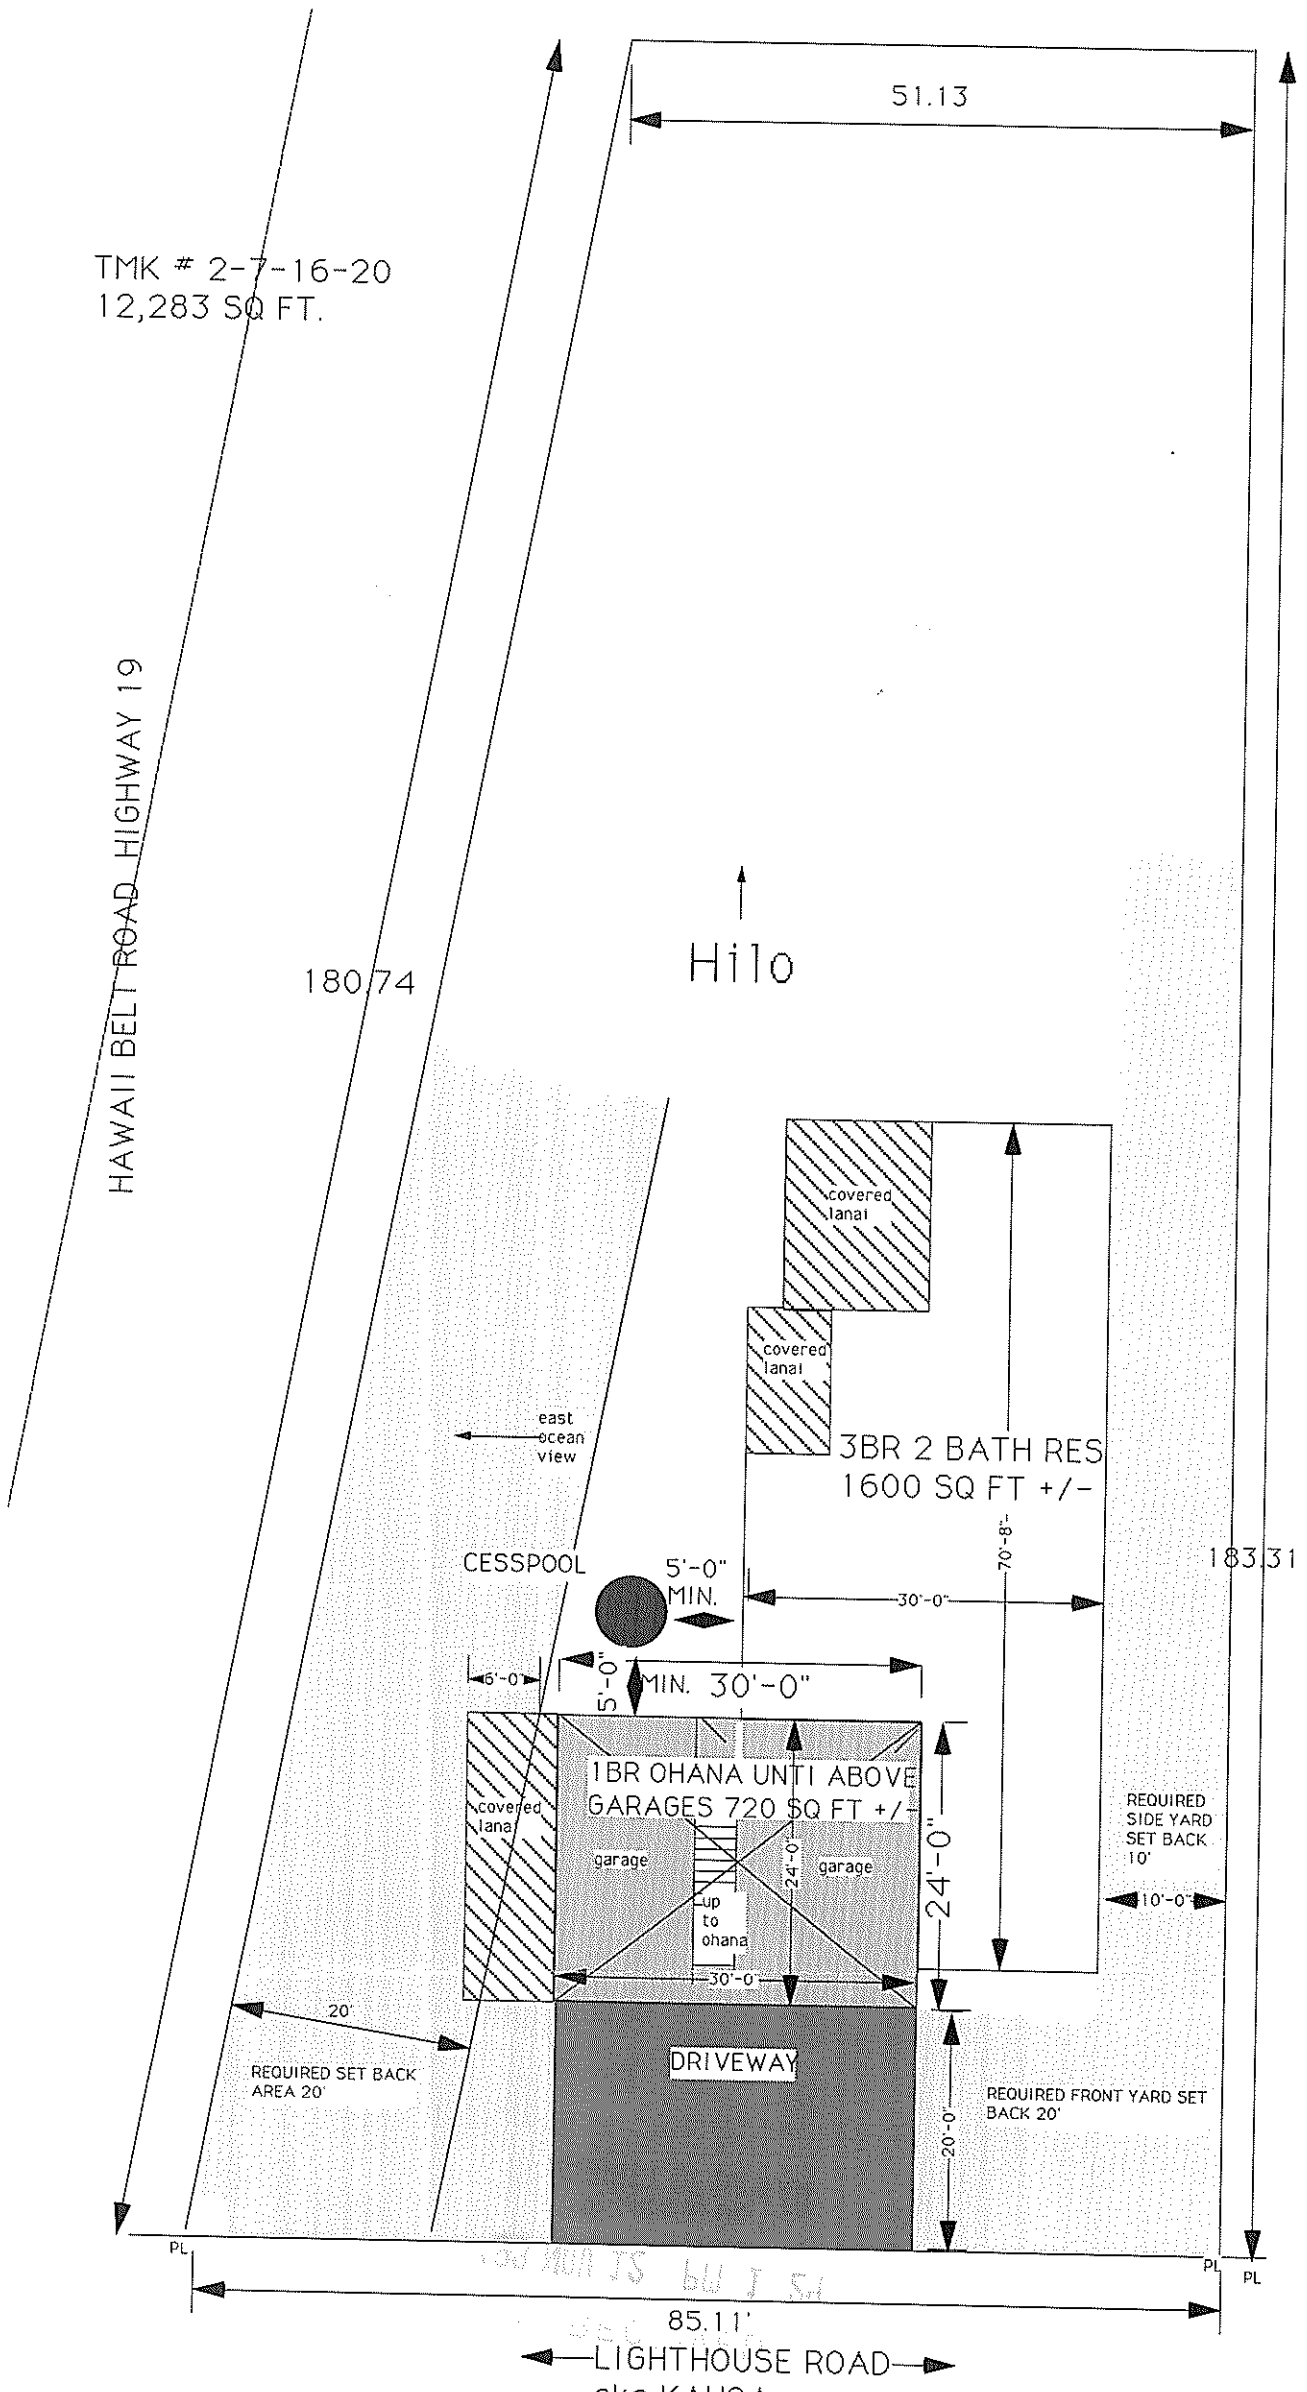 51.13
TMK # 2-7-16-20
12,283 SQ FT.
HAWAII BELT ROAD HIGHWAY 19
180.74
Hilo
covered
lanai
covered
lanai
east
ocean
view
3BR 2 BATH RES
1600 SQ FT +/-
70'-8"
183.31
CESSPOOL
5'-0"
MIN.
30'-0"
6'-0"
5'-0"
MIN. 30'-0"
1BR OHANA UNTI ABOVE
GARAGES 720 SQ FT +/-
covered
lanai
garage
24'-0"
garage
24'-0"
up
to
ohana
30'-0"
REQUIRED
SIDE YARD
SET BACK
10'
10'-0"
20'
REQUIRED SET BACK
AREA 20'
DRIVEWAY
REQUIRED FRONT YARD SET
BACK 20'
20'-0"
PL
PL
PL
85.11'
LIGHTHOUSE ROAD